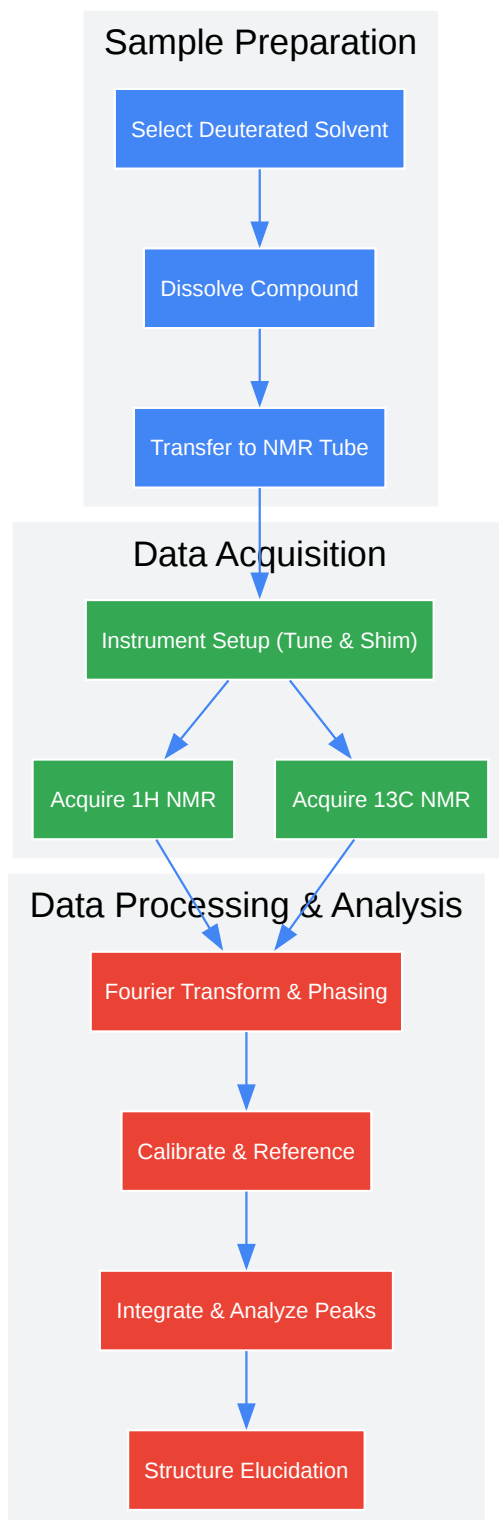 Sample Preparation
Select Deuterated Solvent
Dissolve Compound
Transfer to NMR Tube
Data Acquisition
Instrument Setup (Tune & Shim)
Acquire 1H NMR
Acquire 13C NMR
Data Processing & Analysis
Fourier Transform & Phasing
Calibrate & Reference
Integrate & Analyze Peaks
Structure Elucidation